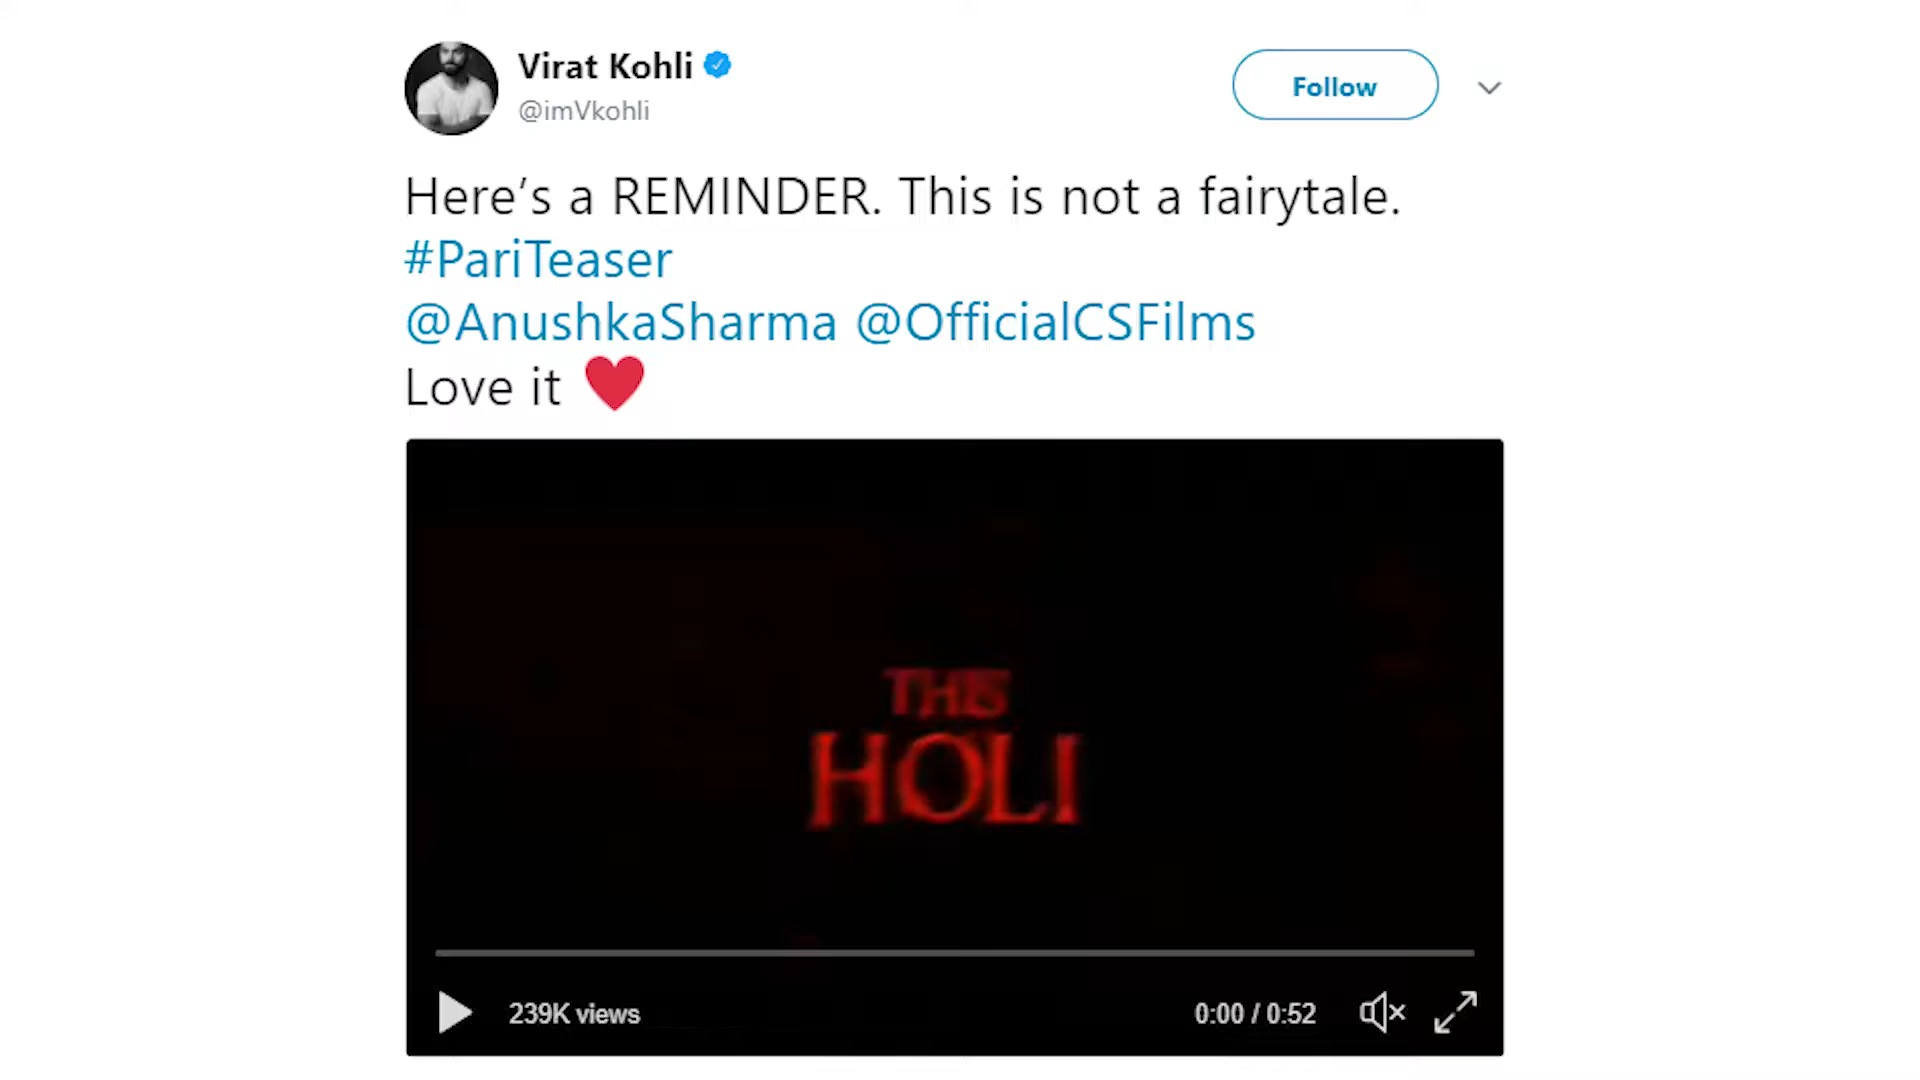 Virat Kohli
@imVkohli
Follow
Here’s a REMINDER. This is not a fairytale.
#PariTeaser
@AnushkaSharma @OfficialCSFilms
Love it ❤
THIS
HOLI
239K views
0:00 / 0:52